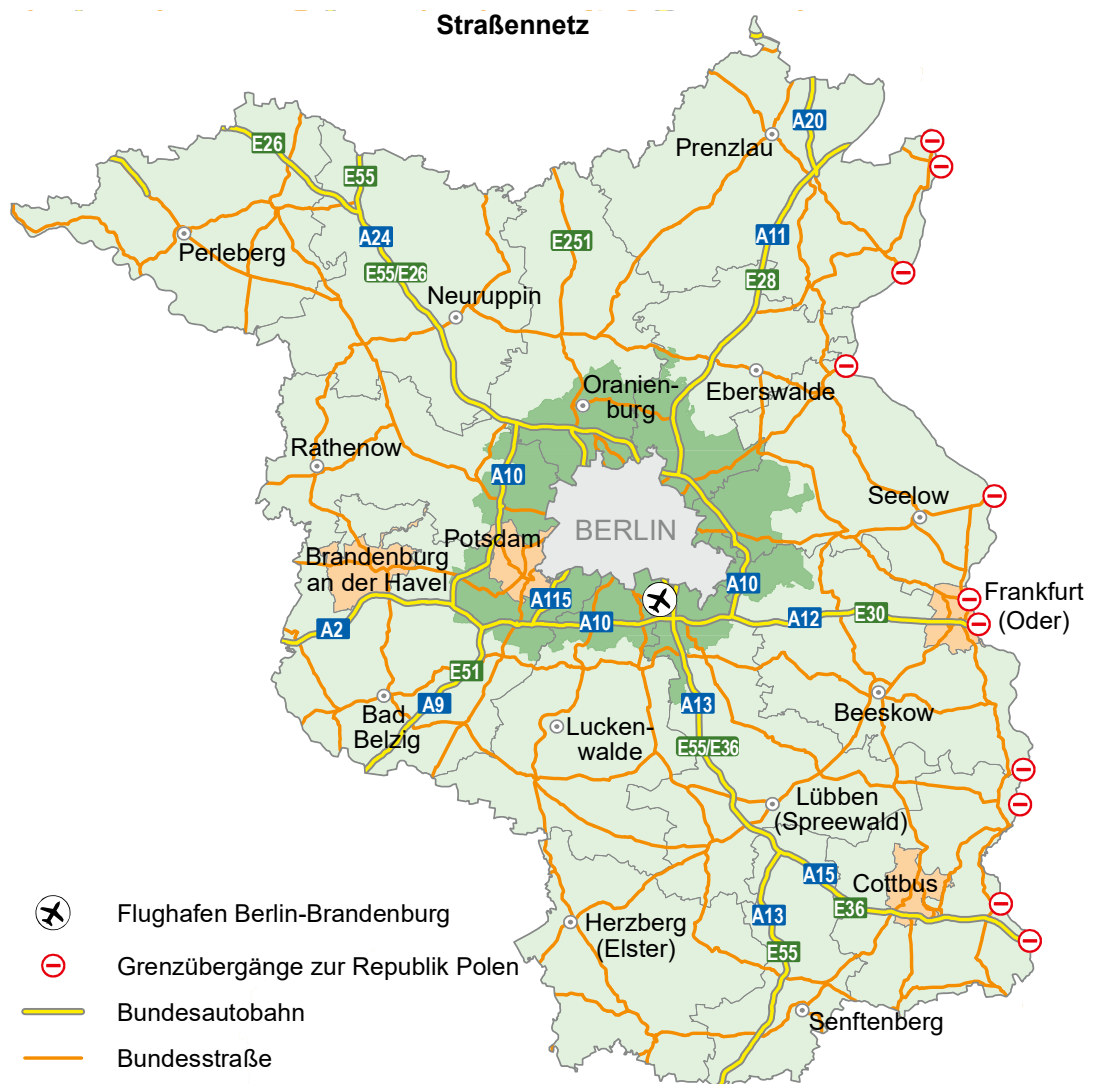 Straßennetz
A20
Prenzlau
E26
E55
A24
E251
A11
Perleberg
E55/E26
E28
Neuruppin
Oranien-
burg
Eberswalde
Rathenow
A10
Seelow
BERLIN
Potsdam
Brandenburg
an der Havel
A10
A115
Frankfurt
(Oder)
A2
A10
A12
E30
E51
A9
A13
Bad
Belzig
Lucken-
walde
Beeskow
E55/E36
Lübben
(Spreewald)
A15
Cottbus
E36
A13
Herzberg
(Elster)
E55
Senftenberg
Flughafen Berlin-Brandenburg
Grenzübergänge zur Republik Polen
Bundesautobahn
Bundesstraße